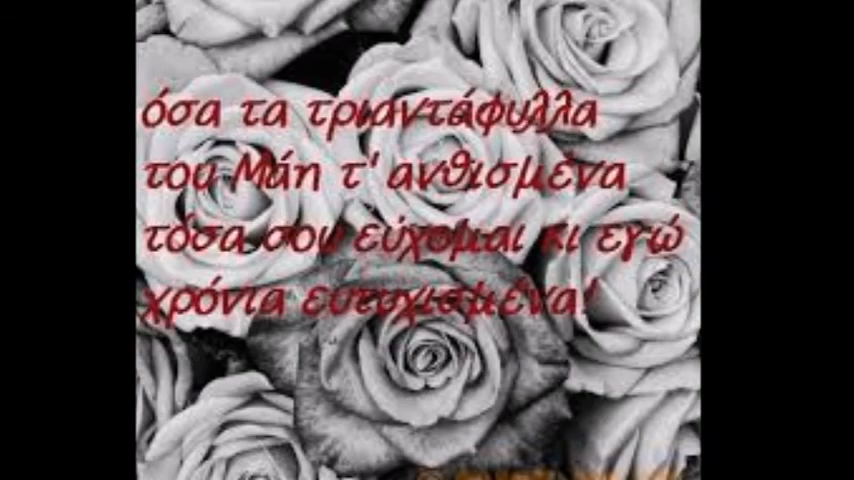 όσα τα τριαντάφυλλα
του Μάη τ' ανθισμένα
τόσα σου εύχομαι κι εγώ
χρόνια ευτυχισμένα!